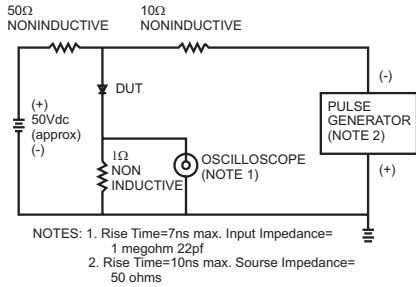 50Ω
NONINDUCTIVE
10Ω
NONINDUCTIVE
(+)
50Vdc
(approx)
(-)
DUT
1Ω
NON
INDUCTIVE
OSCILLOSCOPE
(NOTE 1)
(-)
PULSE
GENERATOR
(NOTE 2)
(+)
NOTES: 1. Rise Time=7ns max. Input Impedance=
1 megohm 22pf
2. Rise Time=10ns max. Sourse Impedance=
50 ohms